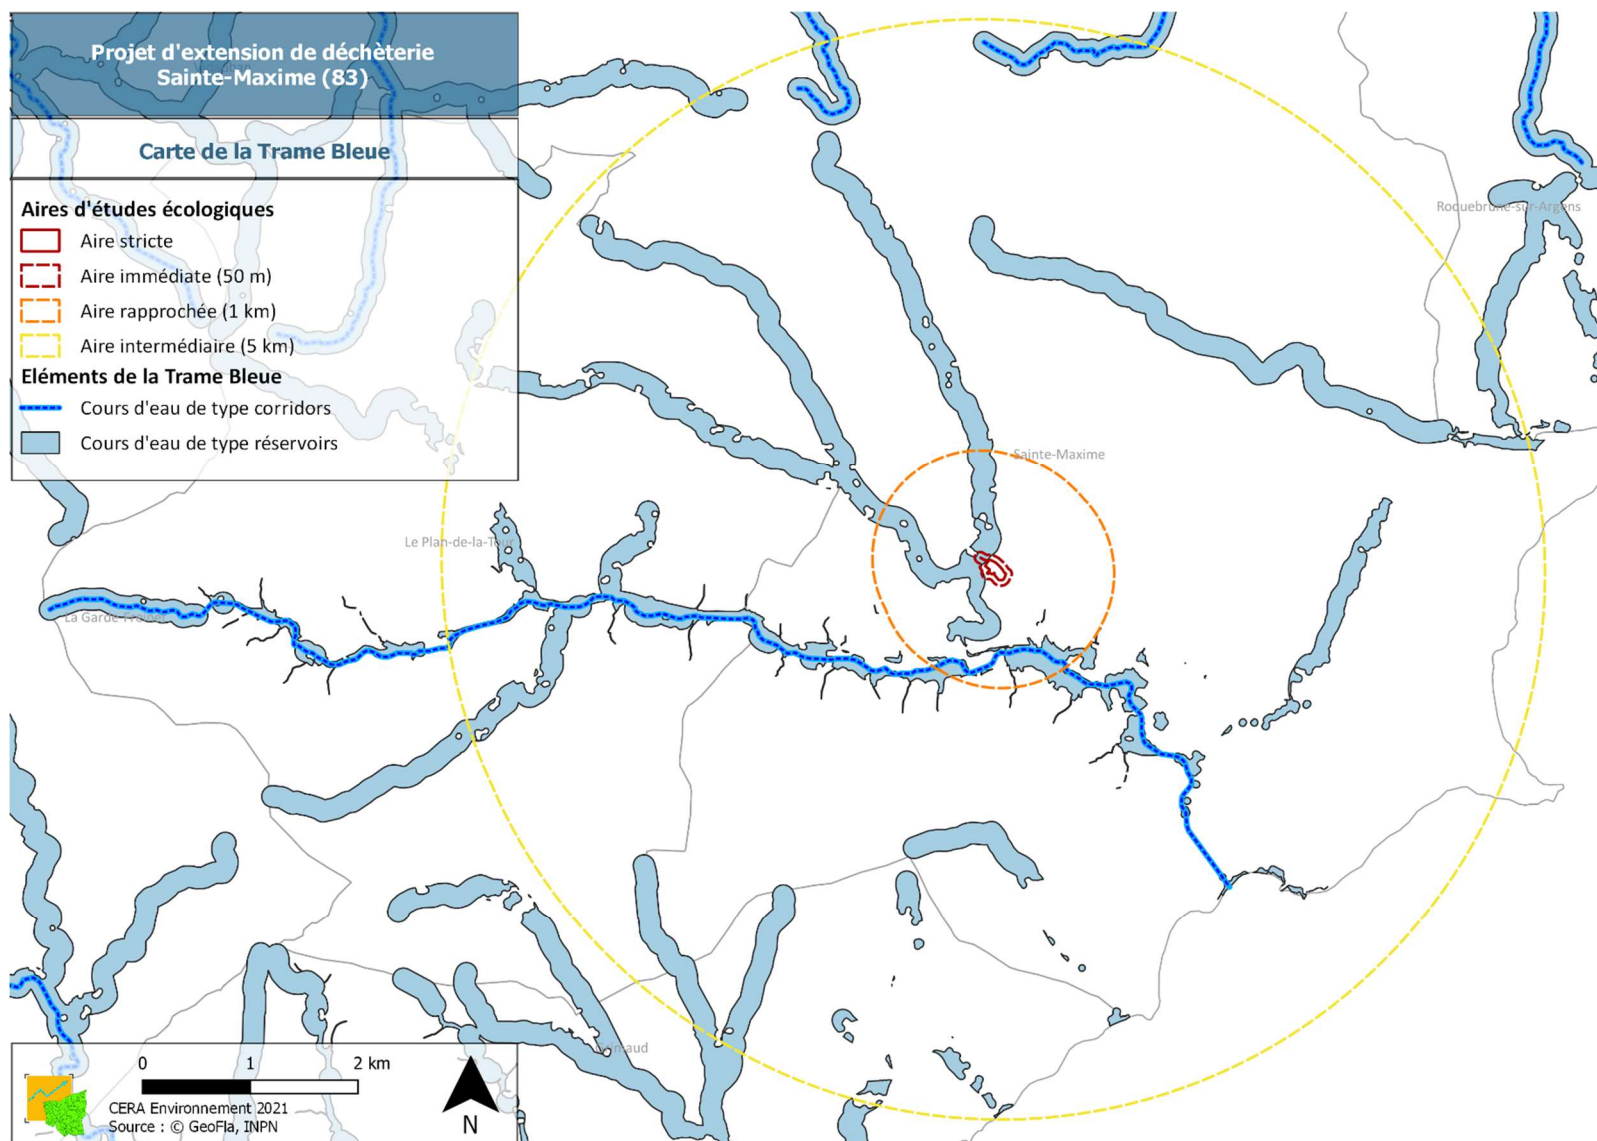 Projet d'extension de déchèterie
Sainte-Maxime (83)
Carte de la Trame Bleue
Aires d'études écologiques
Aire stricte
Aire immédiate (50 m)
Aire rapprochée (1 km)
Aire intermédiaire (5 km)
Eléments de la Trame Bleue
Cours d'eau de type corridors
Cours d'eau de type réservoirs
Roquebrune-sur-Argens
Sainte-Maxime
Le Plan-de-la-Tour
La Garde-Freinet
Grimaud
0 1 2 km
CERA Environnement 2021
Source : © GeoFla, INPN
N